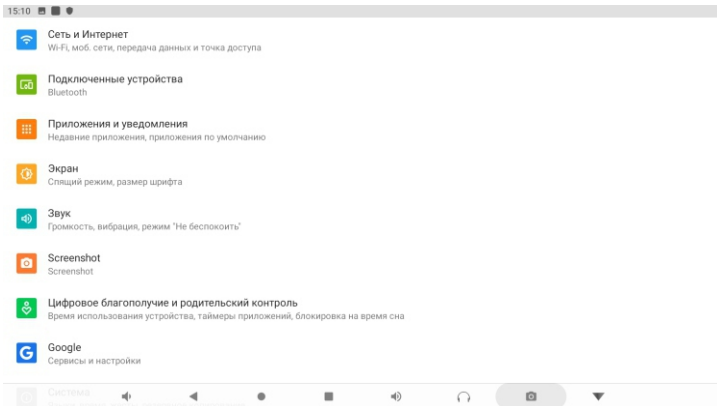 15:10
Сеть и Интернет
Wi-Fi, моб. сети, передача данных и точка доступа
Подключенные устройства
Bluetooth
Приложения и уведомления
Недавние приложения, приложения по умолчанию
Экран
Спящий режим, размер шрифта
Звук
Громкость, вибрация, режим "Не беспокоить"
Screenshot
Screenshot
Цифровое благополучие и родительский контроль
Время использования устройства, таймеры приложений, блокировка на время сна
Google
Сервисы и настройки
Система